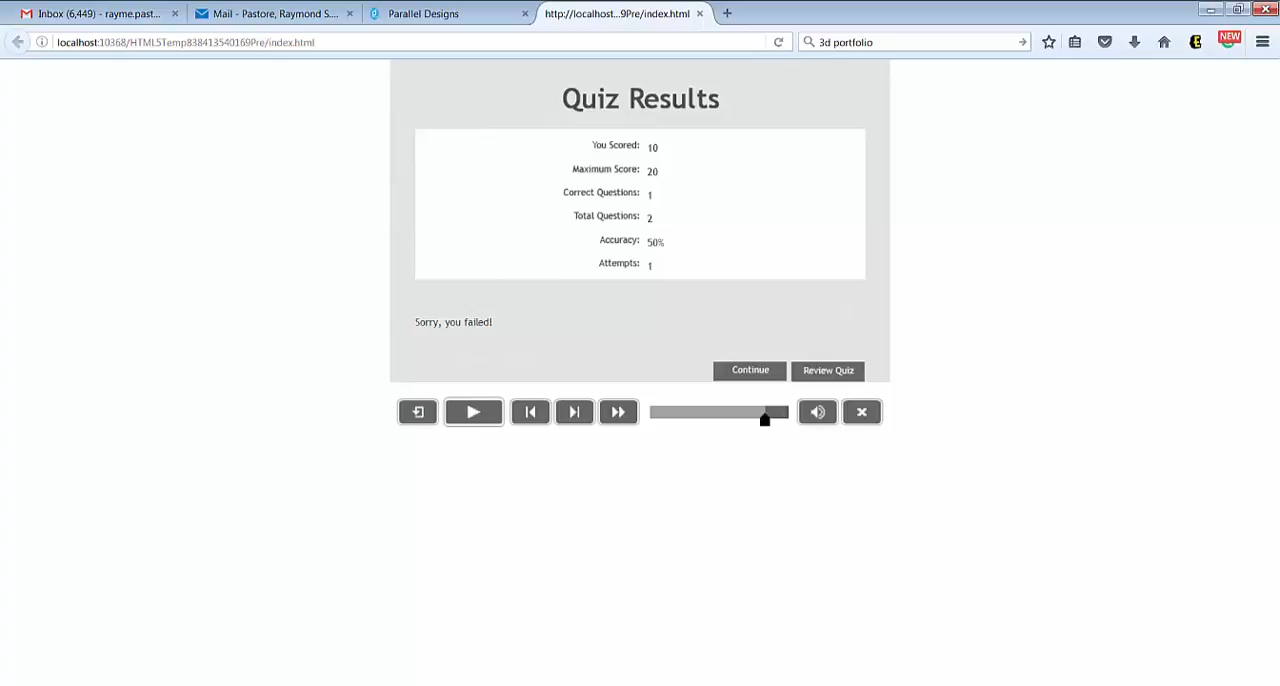 Inbox (6,449) - rayme.past...
Mail - Pastore, Raymond S....
Parallel Designs
http://localhost...9Pre/index.html
localhost:10368/HTML5Temp838413540169Pre/index.html
3d portfolio
NEW
Quiz Results
You Scored: 10
Maximum Score: 20
Correct Questions: 1
Total Questions: 2
Accuracy: 50%
Attempts: 1
Sorry, you failed!
Continue
Review Quiz